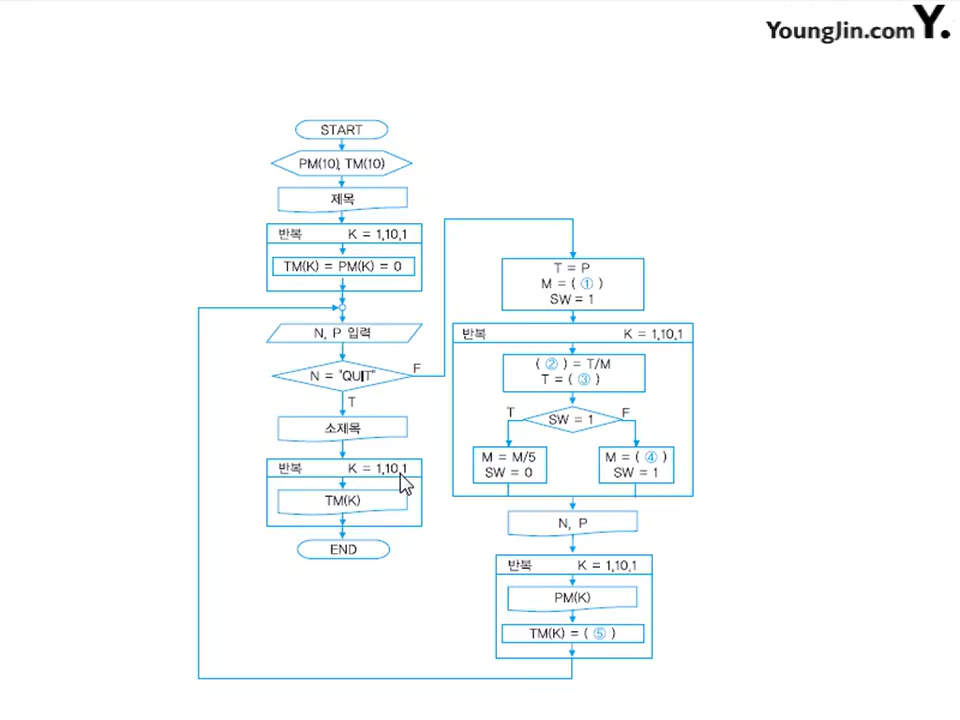 YoungJin.com Y.
START
PM(10), TM(10)
제목
반복 K = 1,10,1
TM(K) = PM(K) = 0
N, P 입력
N = "QUIT"
F
T
소제목
반복 K = 1,10,1
TM(K)
END
T = P
M = ( ① )
SW = 1
반복 K = 1,10,1
( ② ) = T/M
T = ( ③ )
T
SW = 1
F
M = M/5
SW = 0
M = ( ④ )
SW = 1
N, P
반복 K = 1,10,1
PM(K)
TM(K) = ( ⑤ )